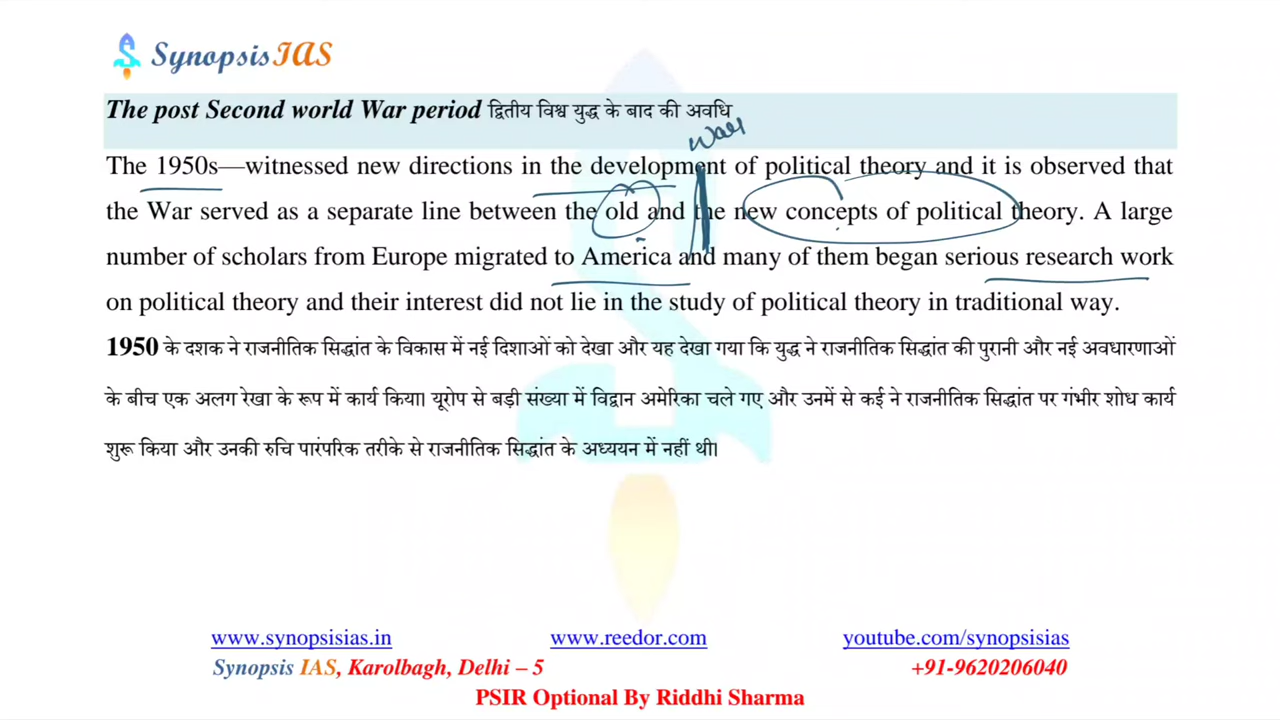 Synopsis IAS
The post Second world War period द्वितीय विश्व युद्ध के बाद की अवधि
War
The 1950s—witnessed new directions in the development of political theory and it is observed that
the War served as a separate line between the old and the new concepts of political theory. A large
number of scholars from Europe migrated to America and many of them began serious research work
on political theory and their interest did not lie in the study of political theory in traditional way.
1950 के दशक ने राजनीतिक सिद्धांत के विकास में नई दिशाओं को देखा और यह देखा गया कि युद्ध ने राजनीतिक सिद्धांत की पुरानी और नई अवधारणाओं
के बीच एक अलग रेखा के रूप में कार्य किया। यूरोप से बड़ी संख्या में विद्वान अमेरिका चले गए और उनमें से कई ने राजनीतिक सिद्धांत पर गंभीर शोध कार्य
शुरू किया और उनकी रुचि पारंपरिक तरीके से राजनीतिक सिद्धांत के अध्ययन में नहीं थी।
www.synopsisias.in www.reedor.com youtube.com/synopsisias
Synopsis IAS, Karolbagh, Delhi – 5 +91-9620206040
PSIR Optional By Riddhi Sharma